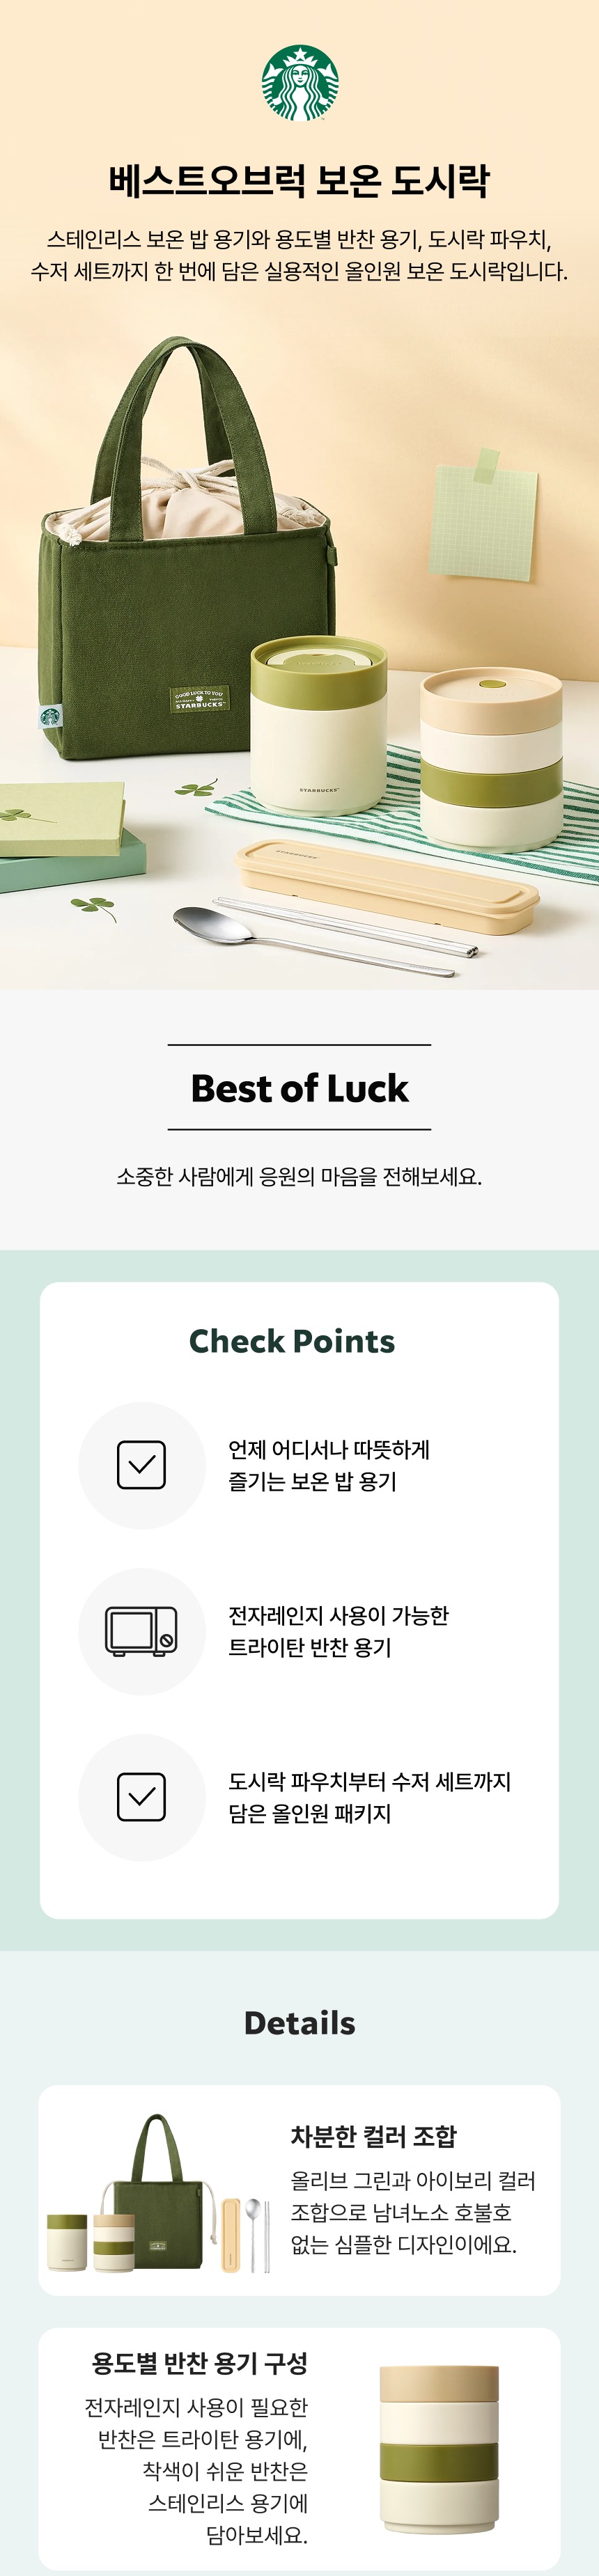 베스트오브럭 보온 도시락
스테인리스 보온 밥 용기와 용도별 반찬 용기, 도시락 파우치,
수저 세트까지 한 번에 담은 실용적인 올인원 보온 도시락입니다.
GOOD LUCK TO YOU!
STARBUCKS™
STARBUCKS™
STARBUCKS
Best of Luck
소중한 사람에게 응원의 마음을 전해보세요.
Check Points
언제 어디서나 따뜻하게
즐기는 보온 밥 용기
전자레인지 사용이 가능한
트라이탄 반찬 용기
도시락 파우치부터 수저 세트까지
담은 올인원 패키지
Details
차분한 컬러 조합
올리브 그린과 아이보리 컬러
조합으로 남녀노소 호불호
없는 심플한 디자인이에요.
용도별 반찬 용기 구성
전자레인지 사용이 필요한
반찬은 트라이탄 용기에,
착색이 쉬운 반찬은
스테인리스 용기에
담아보세요.